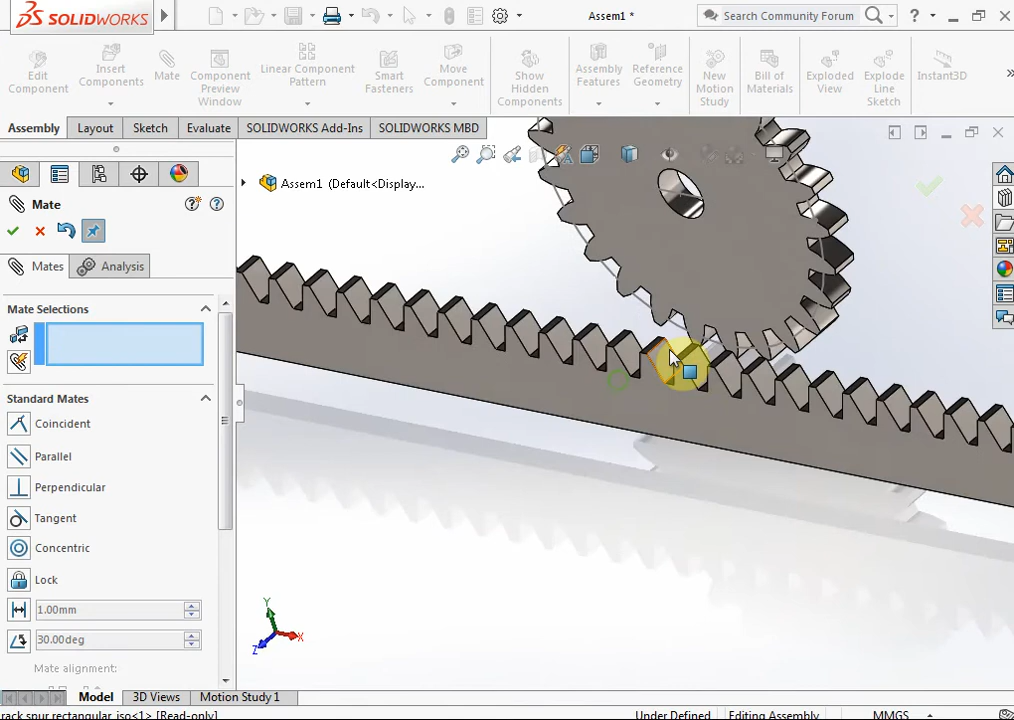 SOLIDWORKS
Assem1 *
Search Community Forum
?
Edit Component
Insert Components
Mate
Component Preview Window
Linear Component Pattern
Smart Fasteners
Move Component
Show Hidden Components
Assembly Features
Reference Geometry
New Motion Study
Bill of Materials
Exploded View
Explode Line Sketch
Instant3D
Assembly
Layout
Sketch
Evaluate
SOLIDWORKS Add-Ins
SOLIDWORKS MBD
Assem1 (Default<Display...
Mate
Mates
Analysis
Mate Selections
Standard Mates
Coincident
Parallel
Perpendicular
Tangent
Concentric
Lock
1.00mm
30.00deg
Mate alignment:
Y
X
Z
Model
3D Views
Motion Study 1
rack spur rectangular_iso<1> [Read-only]
Under Defined
Editing Assembly
MMGS